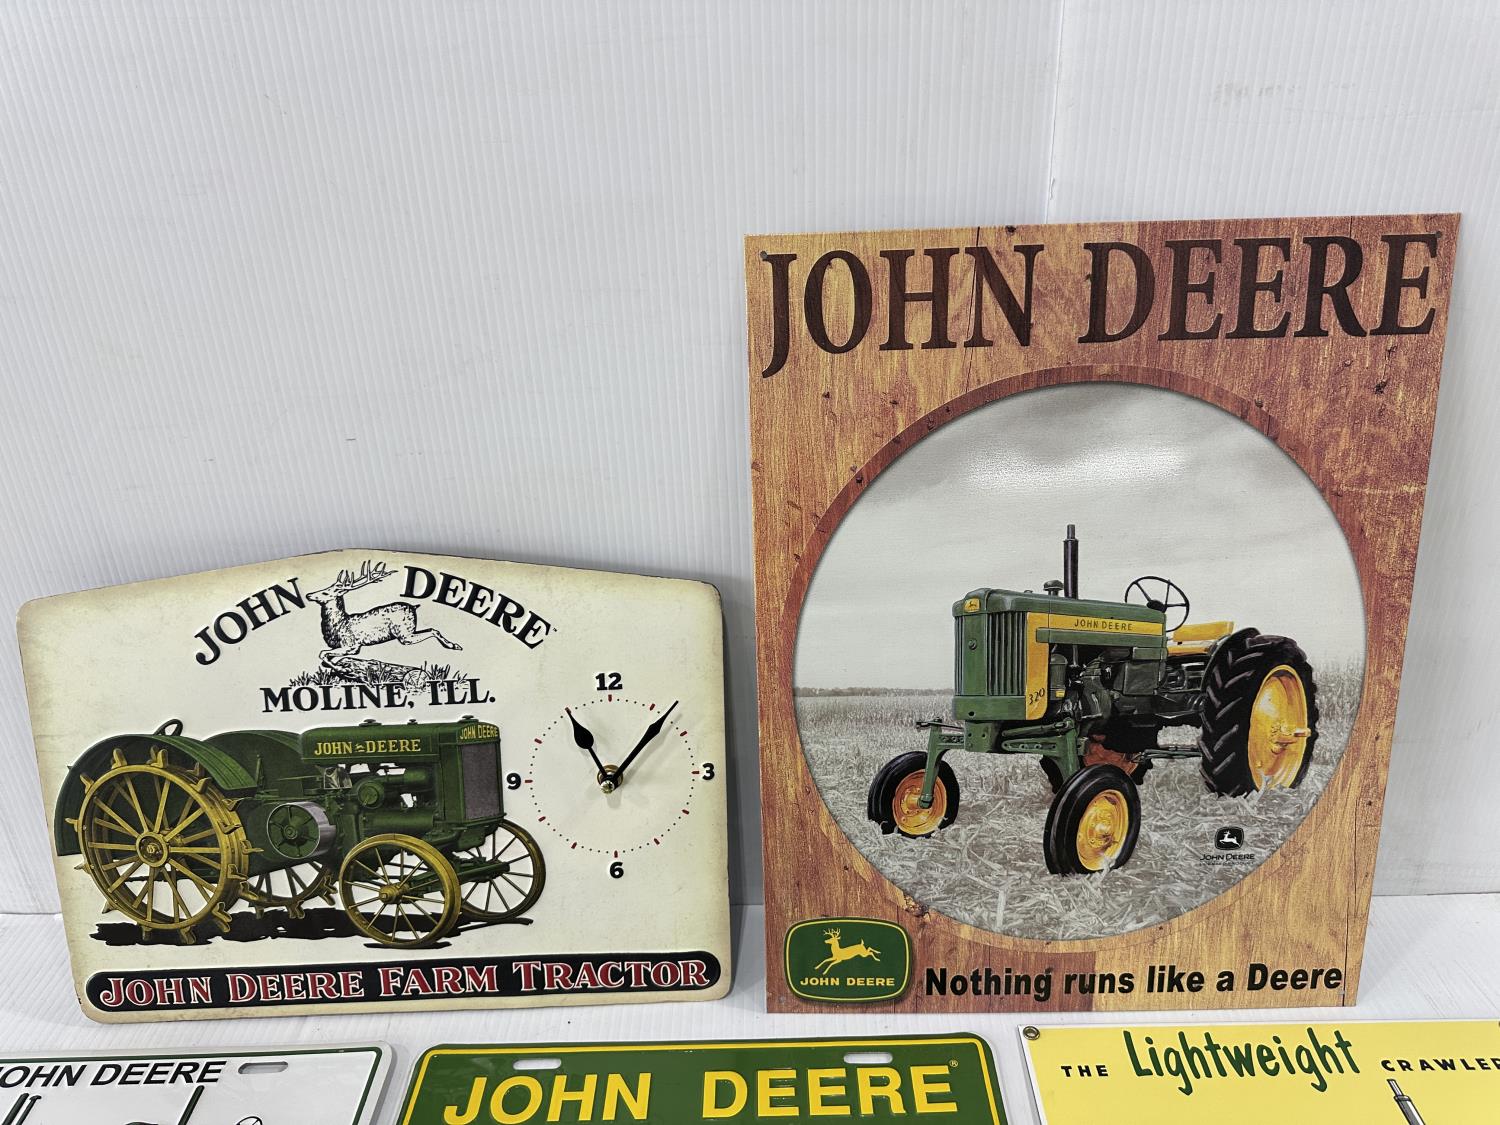 JOHN DEERE
MOLINE, ILL.
JOHN DEERE
JOHN DEERE
12
9
3
6
JOHN DEERE FARM TRACTOR
JOHN DEERE
JOHN DEERE
320
JOHN DEERE
JOHN DEERE
Nothing runs like a Deere
JOHN DEERE
JOHN DEERE®
THE Lightweight CRAWLER